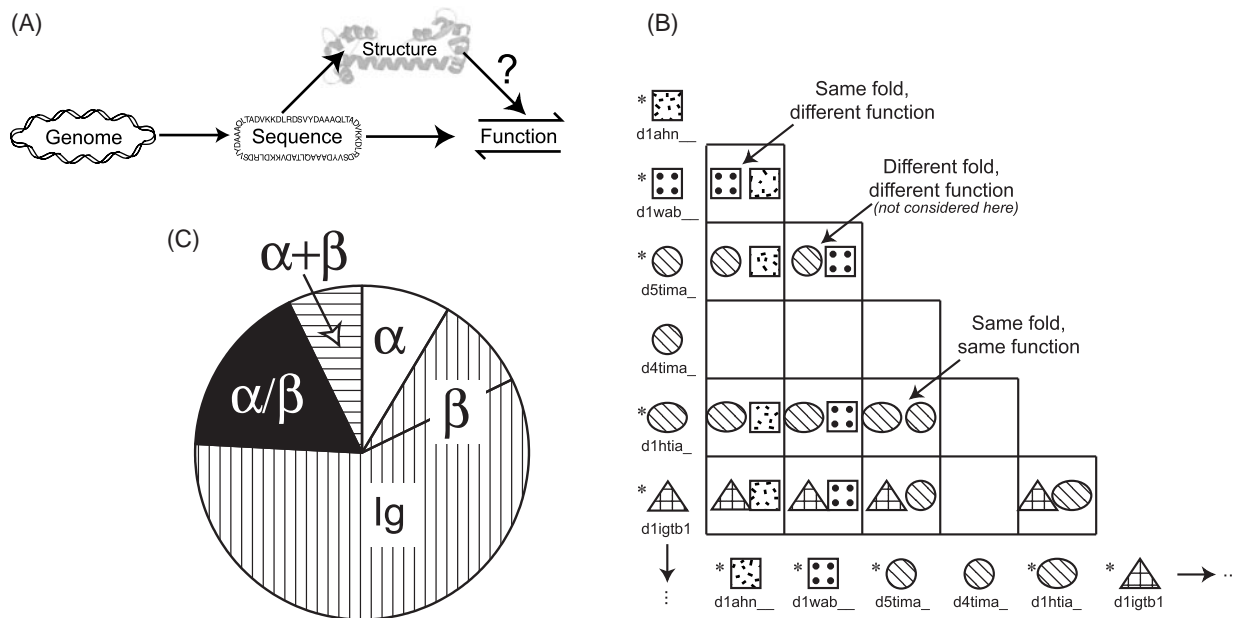 (A)
Structure
?
Genome
Sequence
Function
QLTADVKKDLRDSVYDAAAQLTA
(B)
* d1ahn__
* d1wab__
* d5tima_
d4tima_
* d1htia_
* d1igtb1
⋮
Same fold,
different function
Different fold,
different function
(not considered here)
Same fold,
same function
* * * * *
d1ahn__ d1wab__ d5tima_ d4tima_ d1htia_ d1igtb1 ..
(C)
α+β
α
α/β
β
Ig